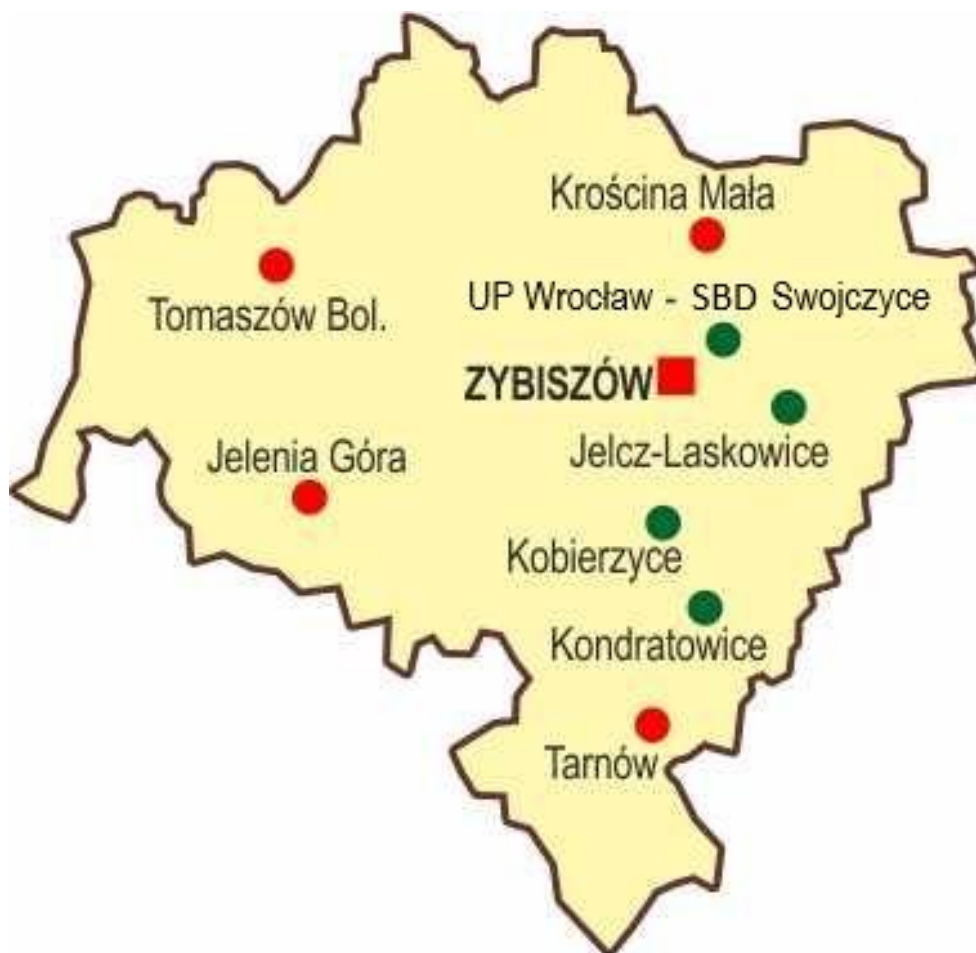 Krościna Mała
UP Wrocław - SBD Swojczyce
Tomaszów Bol.
ZYBISZÓW
Jelenia Góra
Jelcz-Laskowice
Kobierzyce
Kondratowice
Tarnów